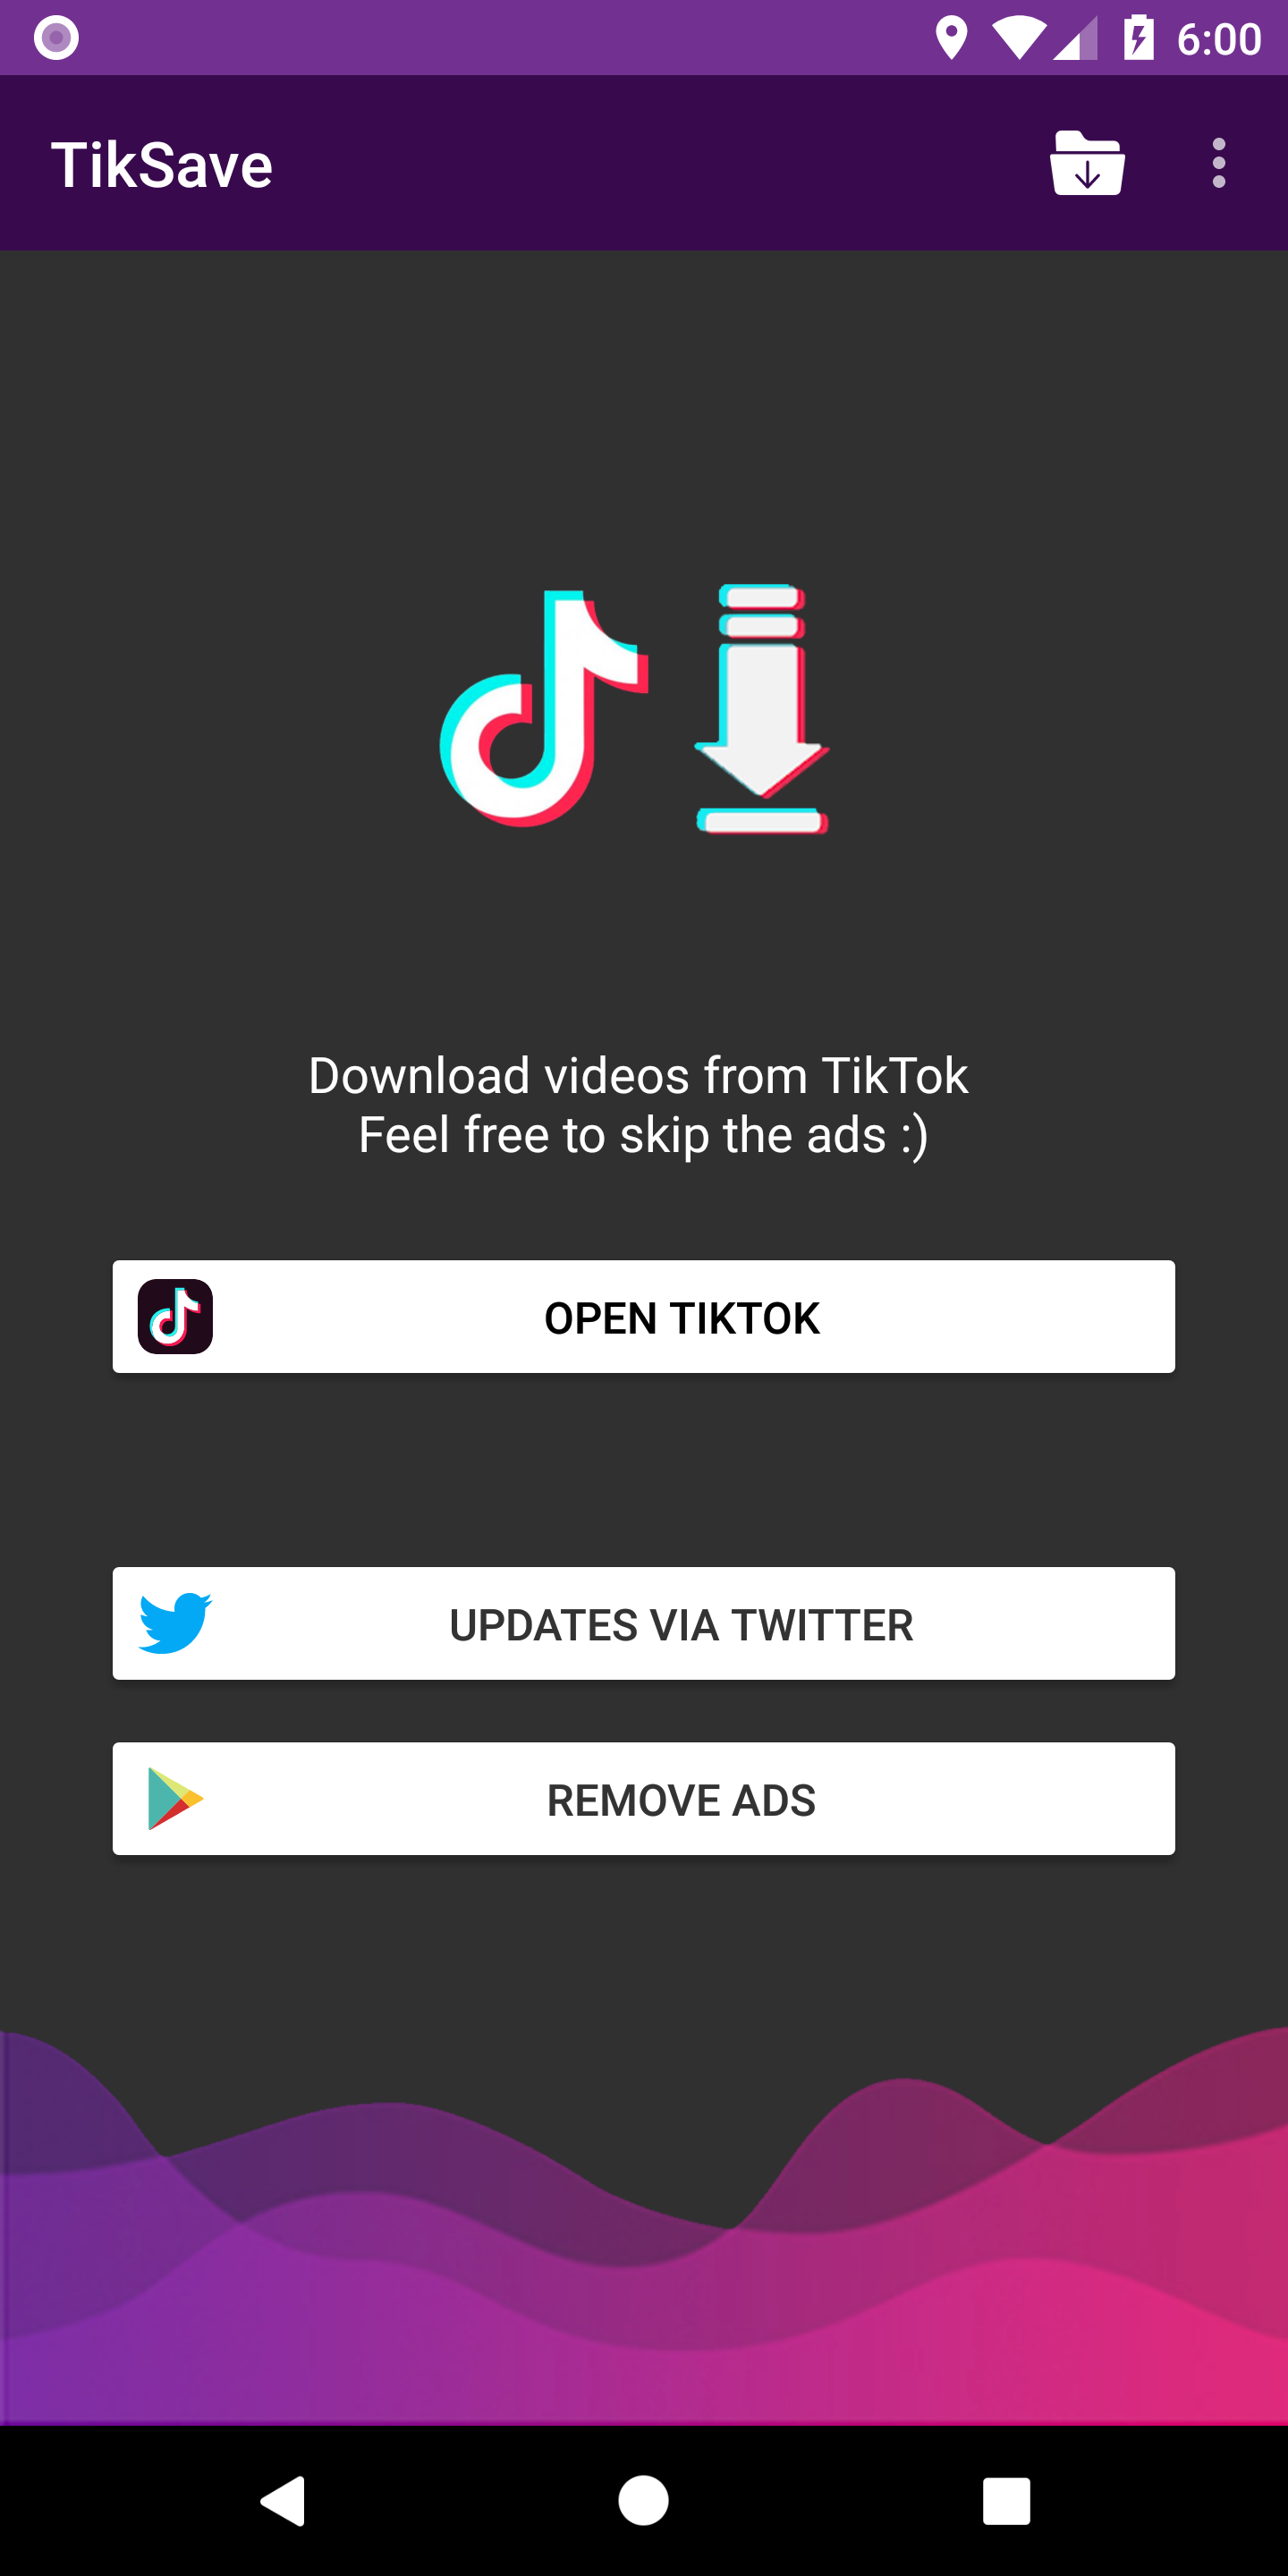 6:00
TikSave
Download videos from TikTok
Feel free to skip the ads :)
OPEN TIKTOK
UPDATES VIA TWITTER
REMOVE ADS